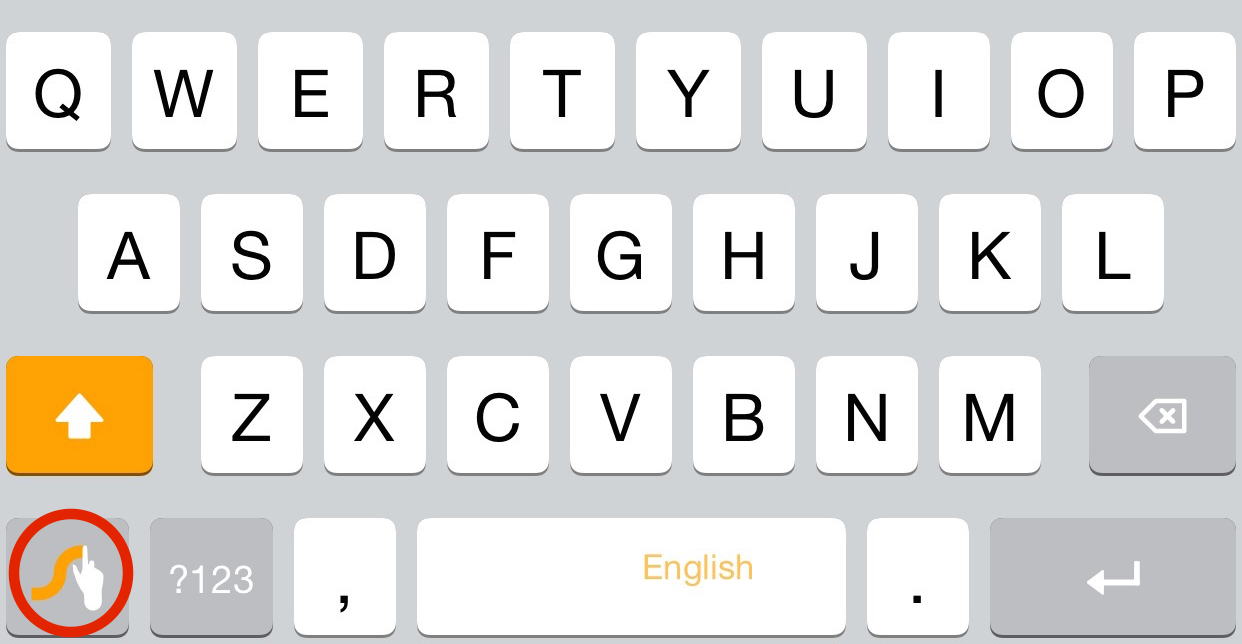 Q W E R T Y U I O P
A S D F G H J K L
Z X C V B N M
?123 , English .